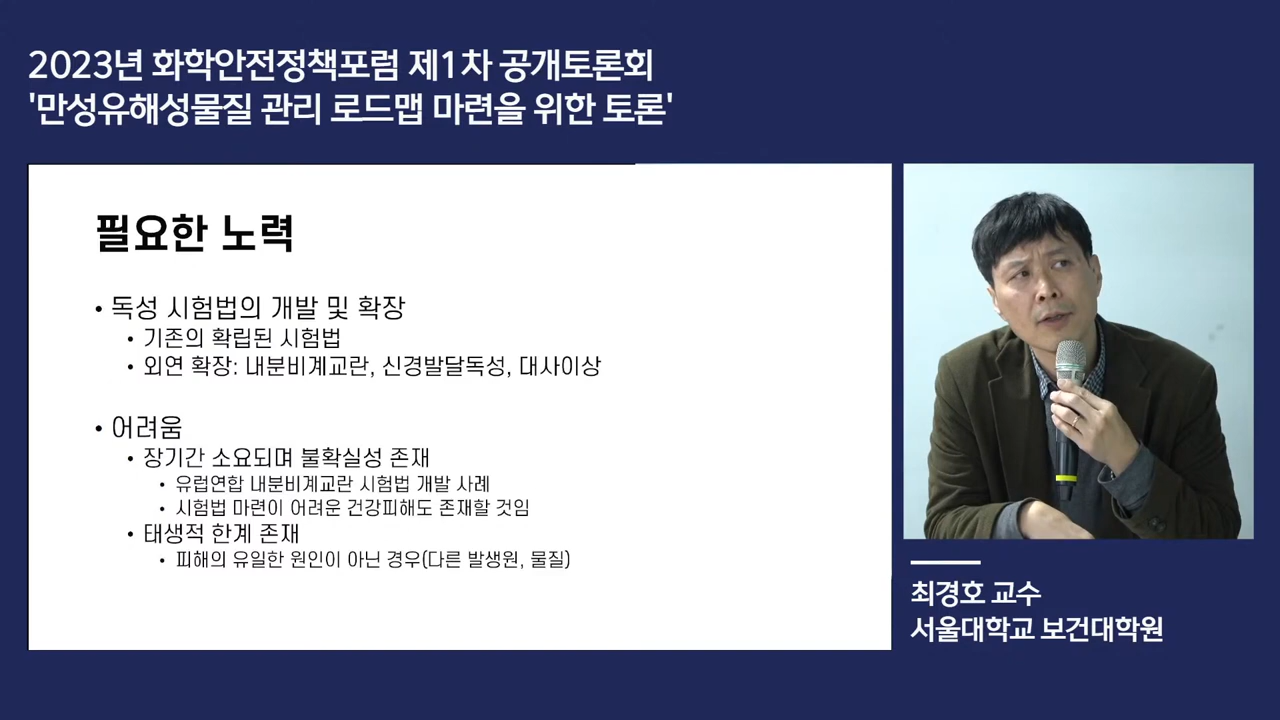 2023년 화학안전정책포럼 제1차 공개토론회
'만성유해성물질 관리 로드맵 마련을 위한 토론'
필요한 노력
• 독성 시험법의 개발 및 확장
• 기존의 확립된 시험법
• 외연 확장: 내분비계교란, 신경발달독성, 대사이상
• 어려움
• 장기간 소요되며 불확실성 존재
• 유럽연합 내분비계교란 시험법 개발 사례
• 시험법 마련이 어려운 건강피해도 존재할 것임
• 태생적 한계 존재
• 피해의 유일한 원인이 아닌 경우(다른 발생원, 물질)
최경호 교수
서울대학교 보건대학원